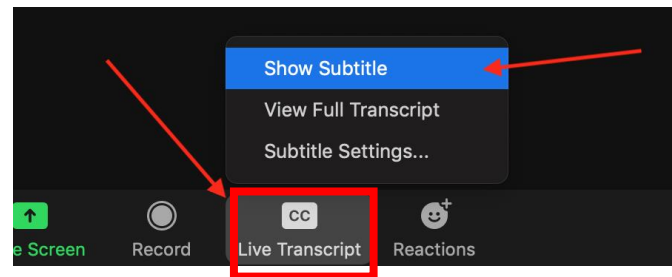 Show Subtitle
View Full Transcript
Subtitle Settings...
CC
e Screen Record Live Transcript Reactions